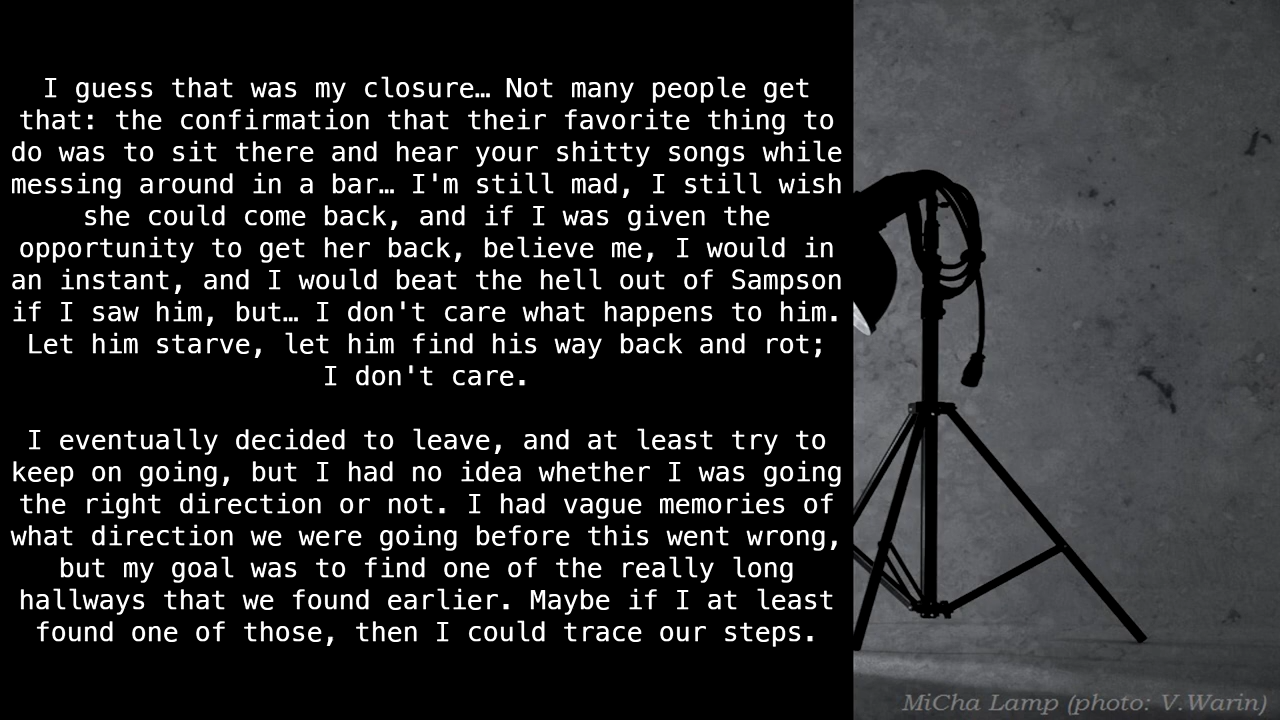 I guess that was my closure… Not many people get
that: the confirmation that their favorite thing to
do was to sit there and hear your shitty songs while
messing around in a bar… I'm still mad, I still wish
she could come back, and if I was given the
opportunity to get her back, believe me, I would in
an instant, and I would beat the hell out of Sampson
if I saw him, but… I don't care what happens to him.
Let him starve, let him find his way back and rot;
I don't care.
I eventually decided to leave, and at least try to
keep on going, but I had no idea whether I was going
the right direction or not. I had vague memories of
what direction we were going before this went wrong,
but my goal was to find one of the really long
hallways that we found earlier. Maybe if I at least
found one of those, then I could trace our steps.
MiCha Lamp (photo: V.Warin)